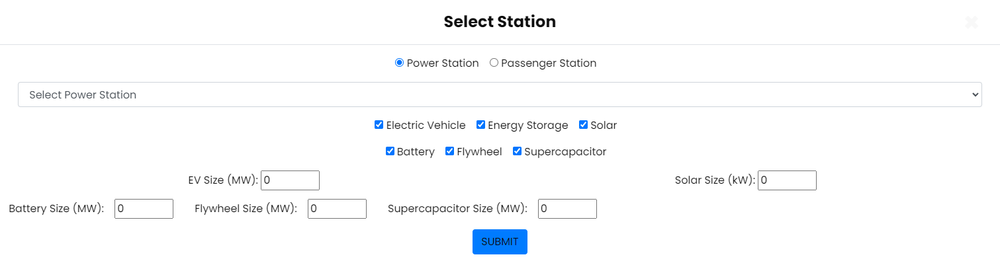 Select Station
Power Station Passenger Station
Select Power Station
Electric Vehicle Energy Storage Solar
Battery Flywheel Supercapacitor
EV Size (MW): 0 Solar Size (kW): 0
Battery Size (MW): 0 Flywheel Size (MW): 0 Supercapacitor Size (MW): 0
SUBMIT